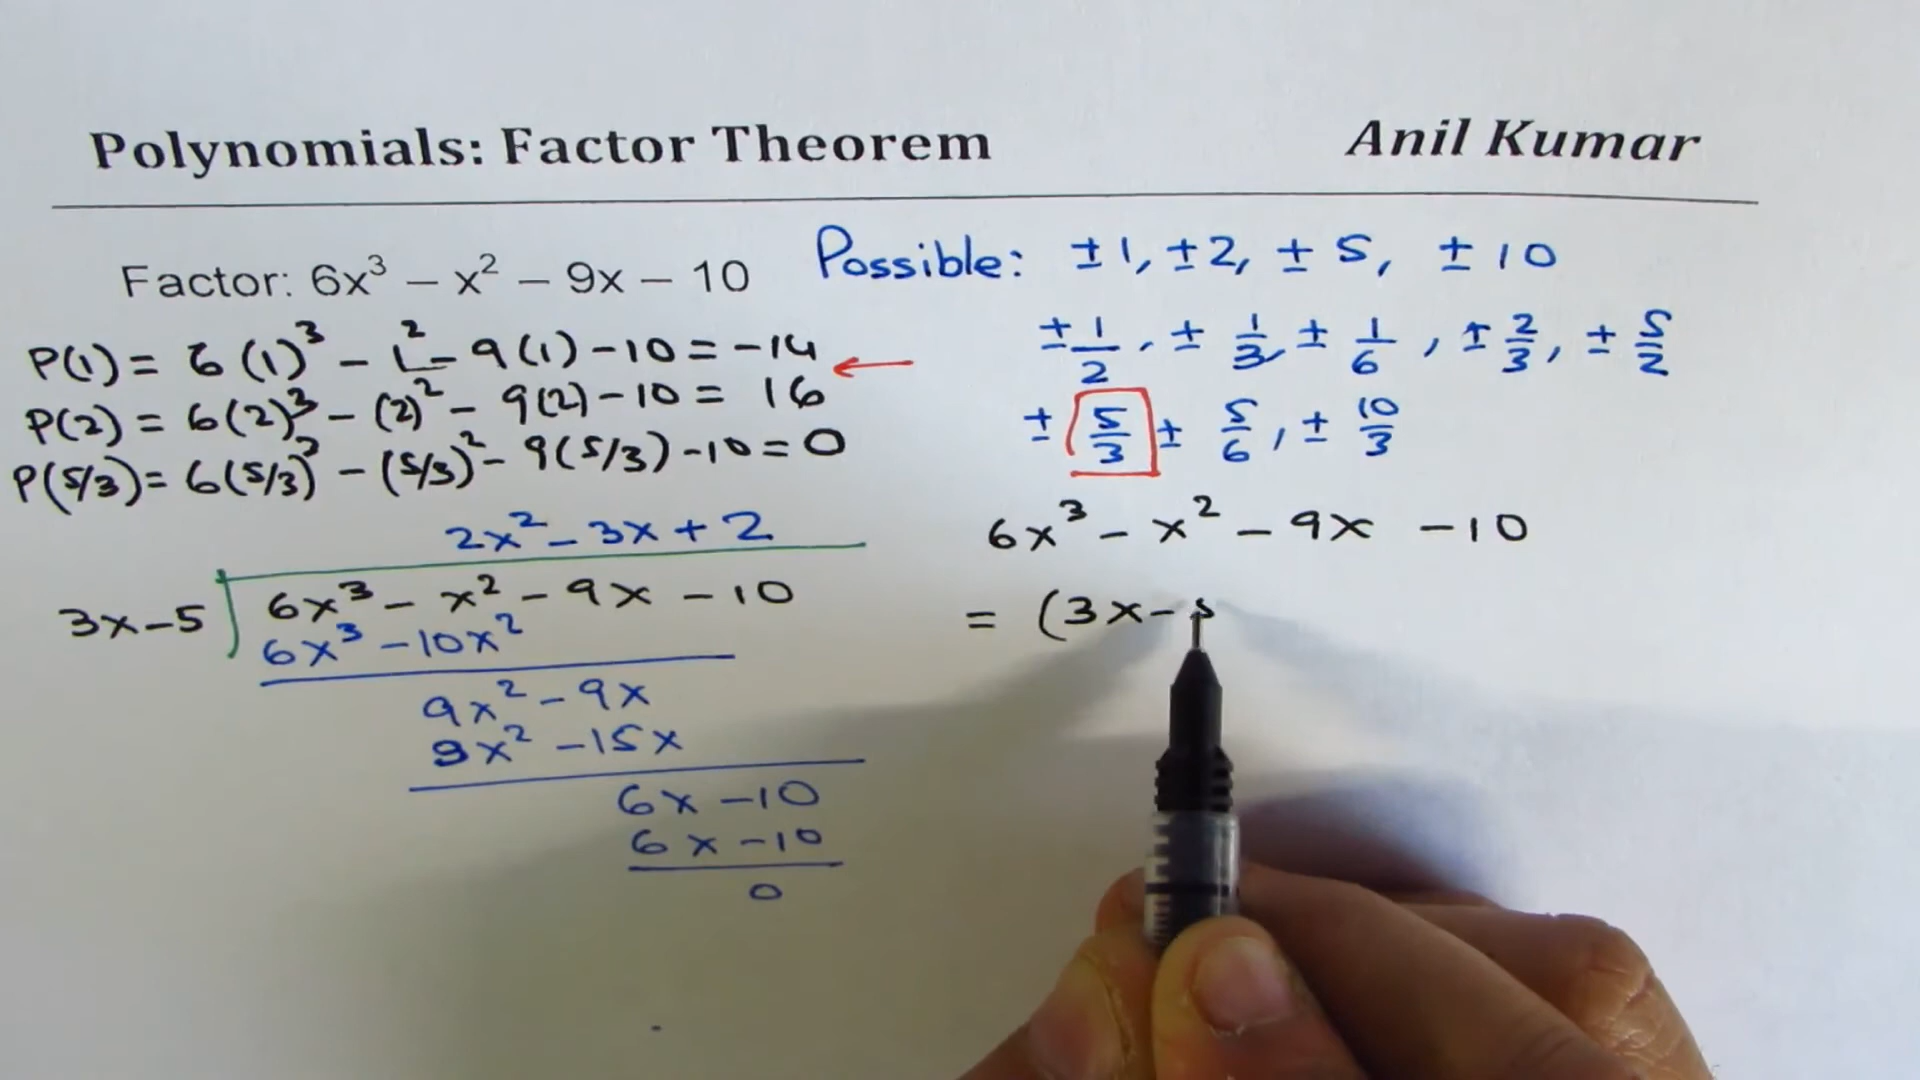 Polynomials: Factor Theorem
Anil Kumar
Factor: 6x³ – x² – 9x – 10
P(1) = 6(1)³ – 1² – 9(1) – 10 = –14
P(2) = 6(2)³ – (2)² – 9(2) – 10 = 16
P(5/3) = 6(5/3)³ – (5/3)² – 9(5/3) – 10 = 0
2x² – 3x + 2
3x – 5 ) 6x³ – x² – 9x – 10
6x³ – 10x²
9x² – 9x
9x² – 15x
6x – 10
6x – 10
0
Possible: ±1, ±2, ±5, ±10
±1/2, ±1/3, ±1/6, ±2/3, ±5/2
±5/3 ±5/6, ±10/3
6x³ – x² – 9x – 10
= (3x – 5